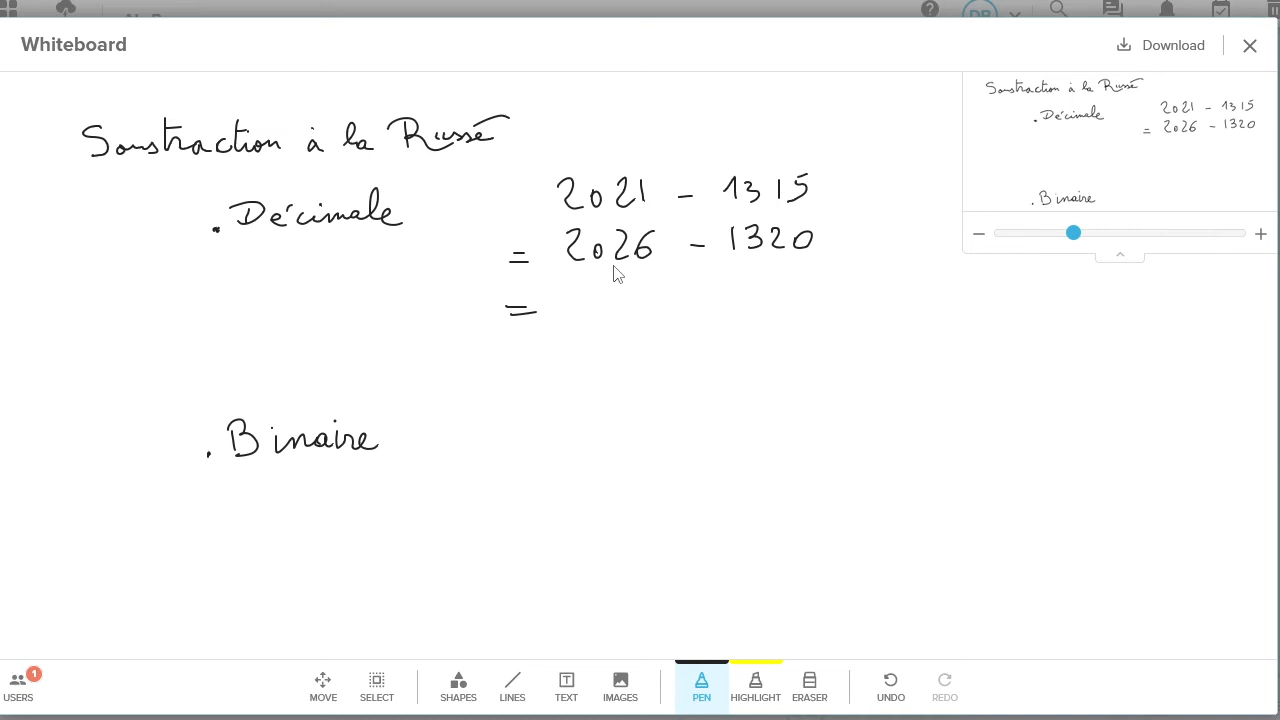 Whiteboard
Download
Soustraction à la Russe
. Décimale
2021 - 1315
= 2026 - 1320
=
. Binaire
Soustraction à la Russe
. Décimale
2021 - 1315
= 2026 - 1320
. Binaire
1
USERS
MOVE
SELECT
SHAPES
LINES
TEXT
IMAGES
PEN
HIGHLIGHT
ERASER
UNDO
REDO